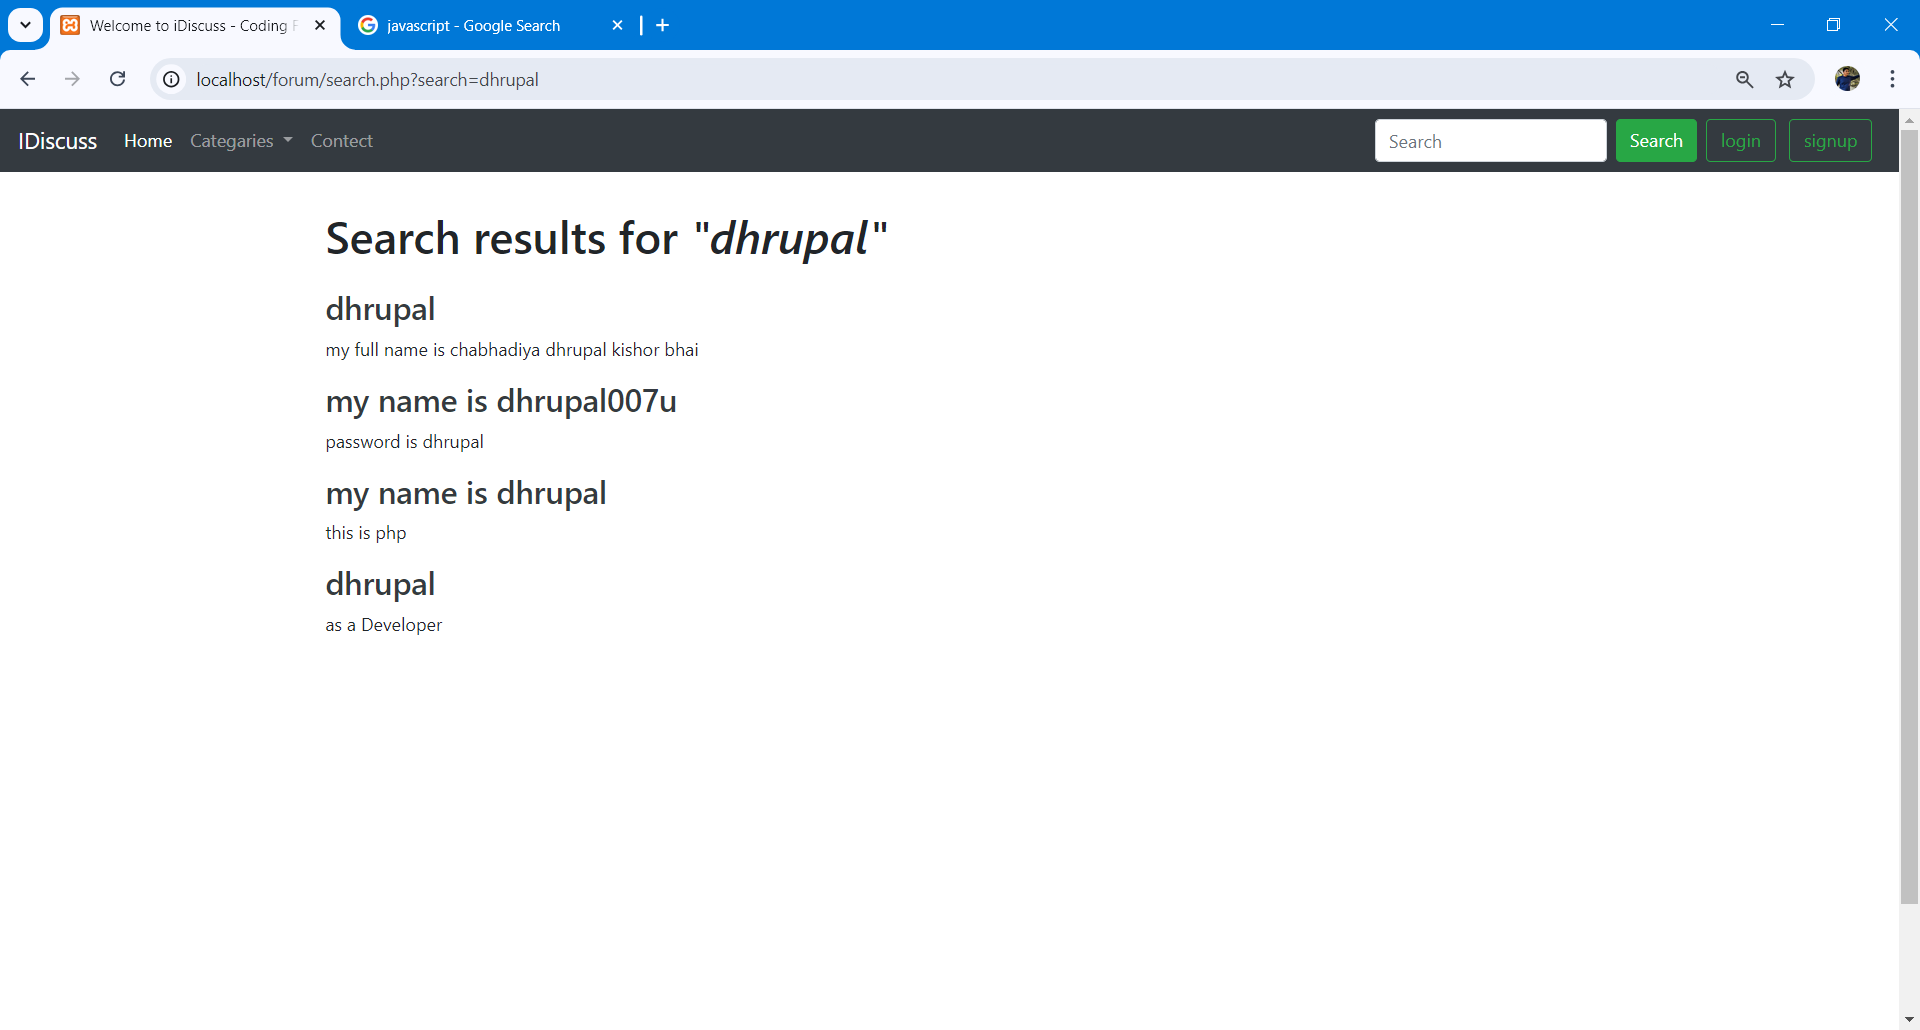 Welcome to iDiscuss - Coding F
javascript - Google Search
localhost/forum/search.php?search=dhrupal
IDiscuss Home Categaries Contect Search Search login signup
Search results for "dhrupal"
dhrupal
my full name is chabhadiya dhrupal kishor bhai
my name is dhrupal007u
password is dhrupal
my name is dhrupal
this is php
dhrupal
as a Developer